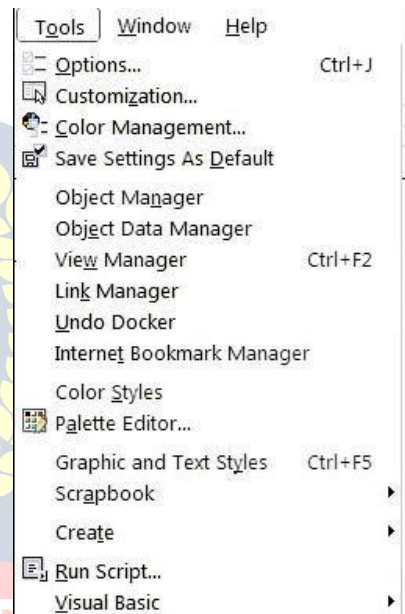 Tools Window Help
Options... Ctrl+J
Customization...
Color Management...
Save Settings As Default
Object Manager
Object Data Manager
View Manager Ctrl+F2
Link Manager
Undo Docker
Internet Bookmark Manager
Color Styles
Palette Editor...
Graphic and Text Styles Ctrl+F5
Scrapbook
Create
Run Script...
Visual Basic